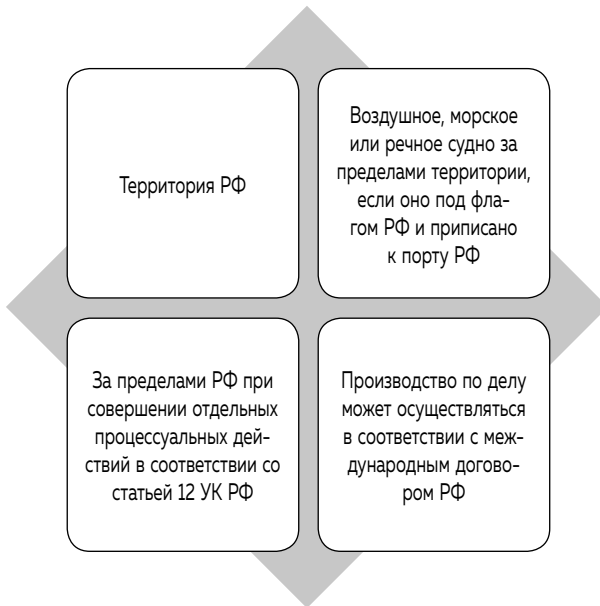 Территория РФ
Воздушное, морское
или речное судно за
пределами территории,
если оно под фла-
гом РФ и приписано
к порту РФ
За пределами РФ при
совершении отдельных
процессуальных дей-
ствий в соответствии со
статьей 12 УК РФ
Производство по делу
может осуществляться
в соответствии с меж-
дународным догово-
ром РФ